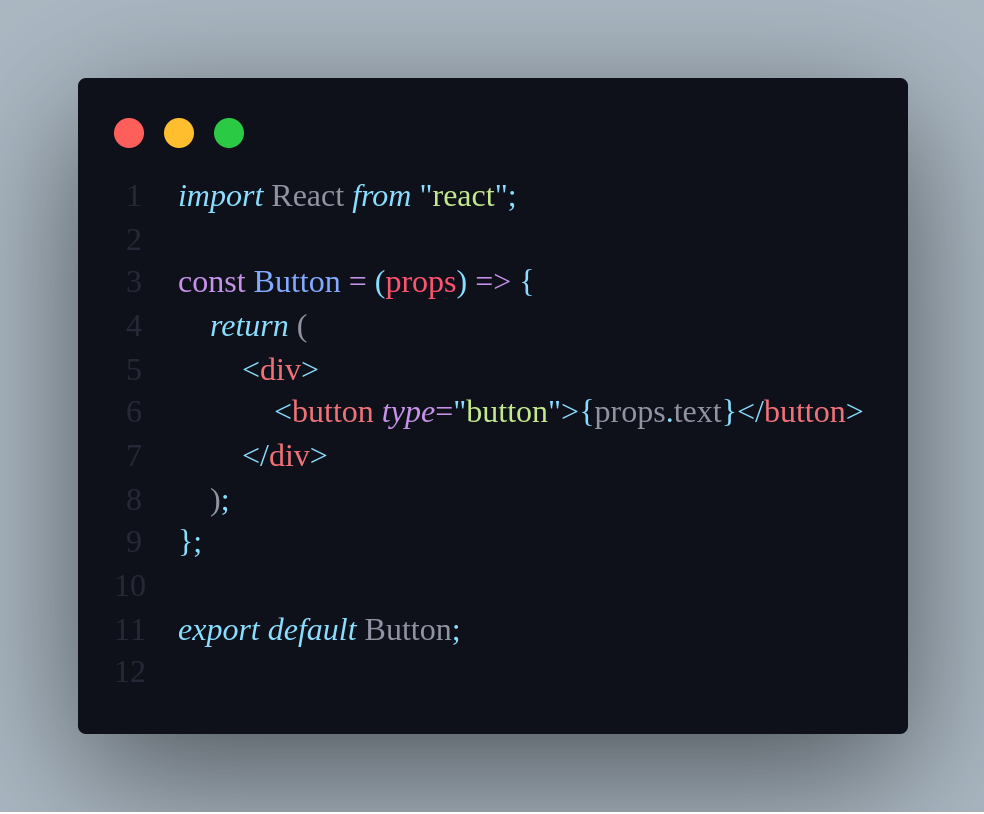 1 import React from "react";
2
3 const Button = (props) => {
4     return (
5         <div>
6             <button type="button">{props.text}</button>
7         </div>
8     );
9 };
10
11 export default Button;
12